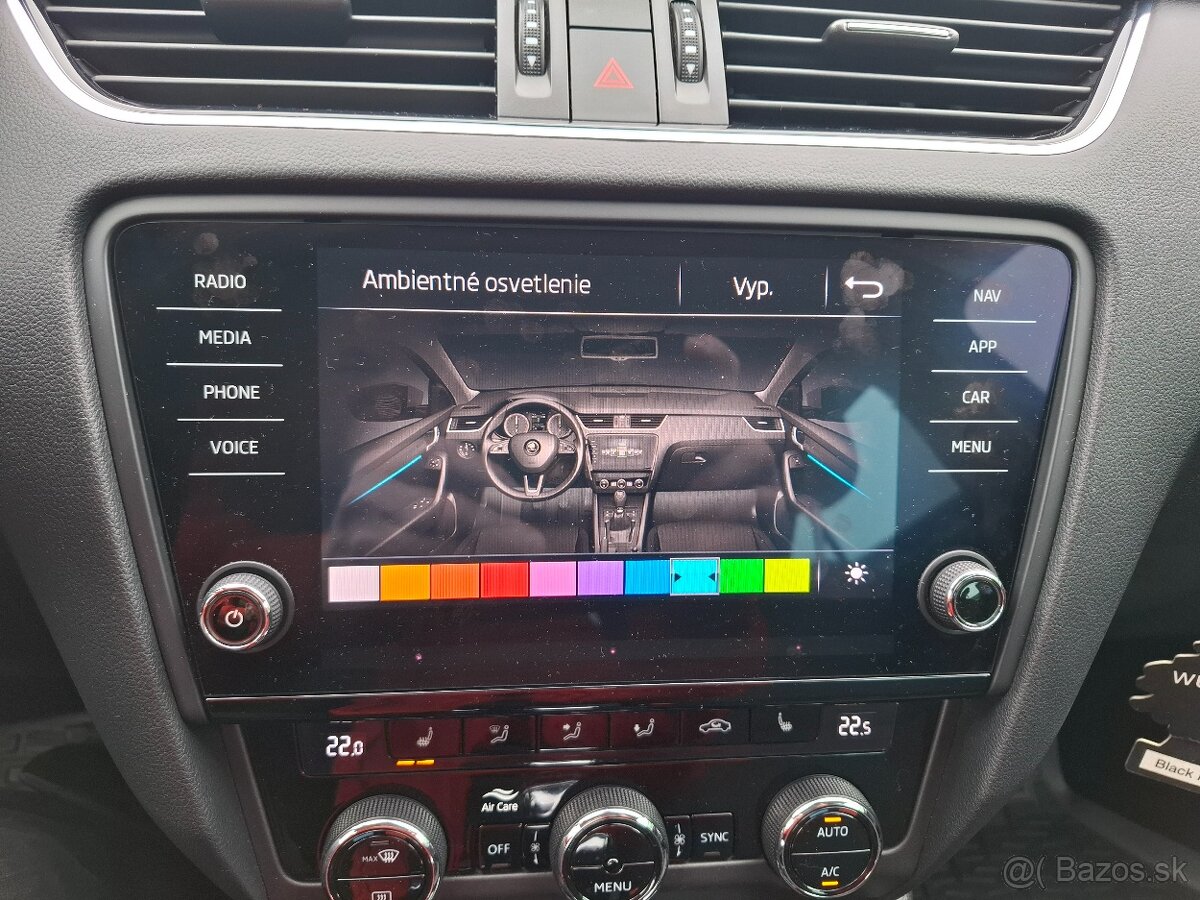 RADIO
MEDIA
PHONE
VOICE
Ambientné osvetlenie
Vyp.
NAV
APP
CAR
MENU
22.0
22.5
Air Care
MAX
OFF
MENU
SYNC
AUTO
A/C
Black
@( Bazos.sk